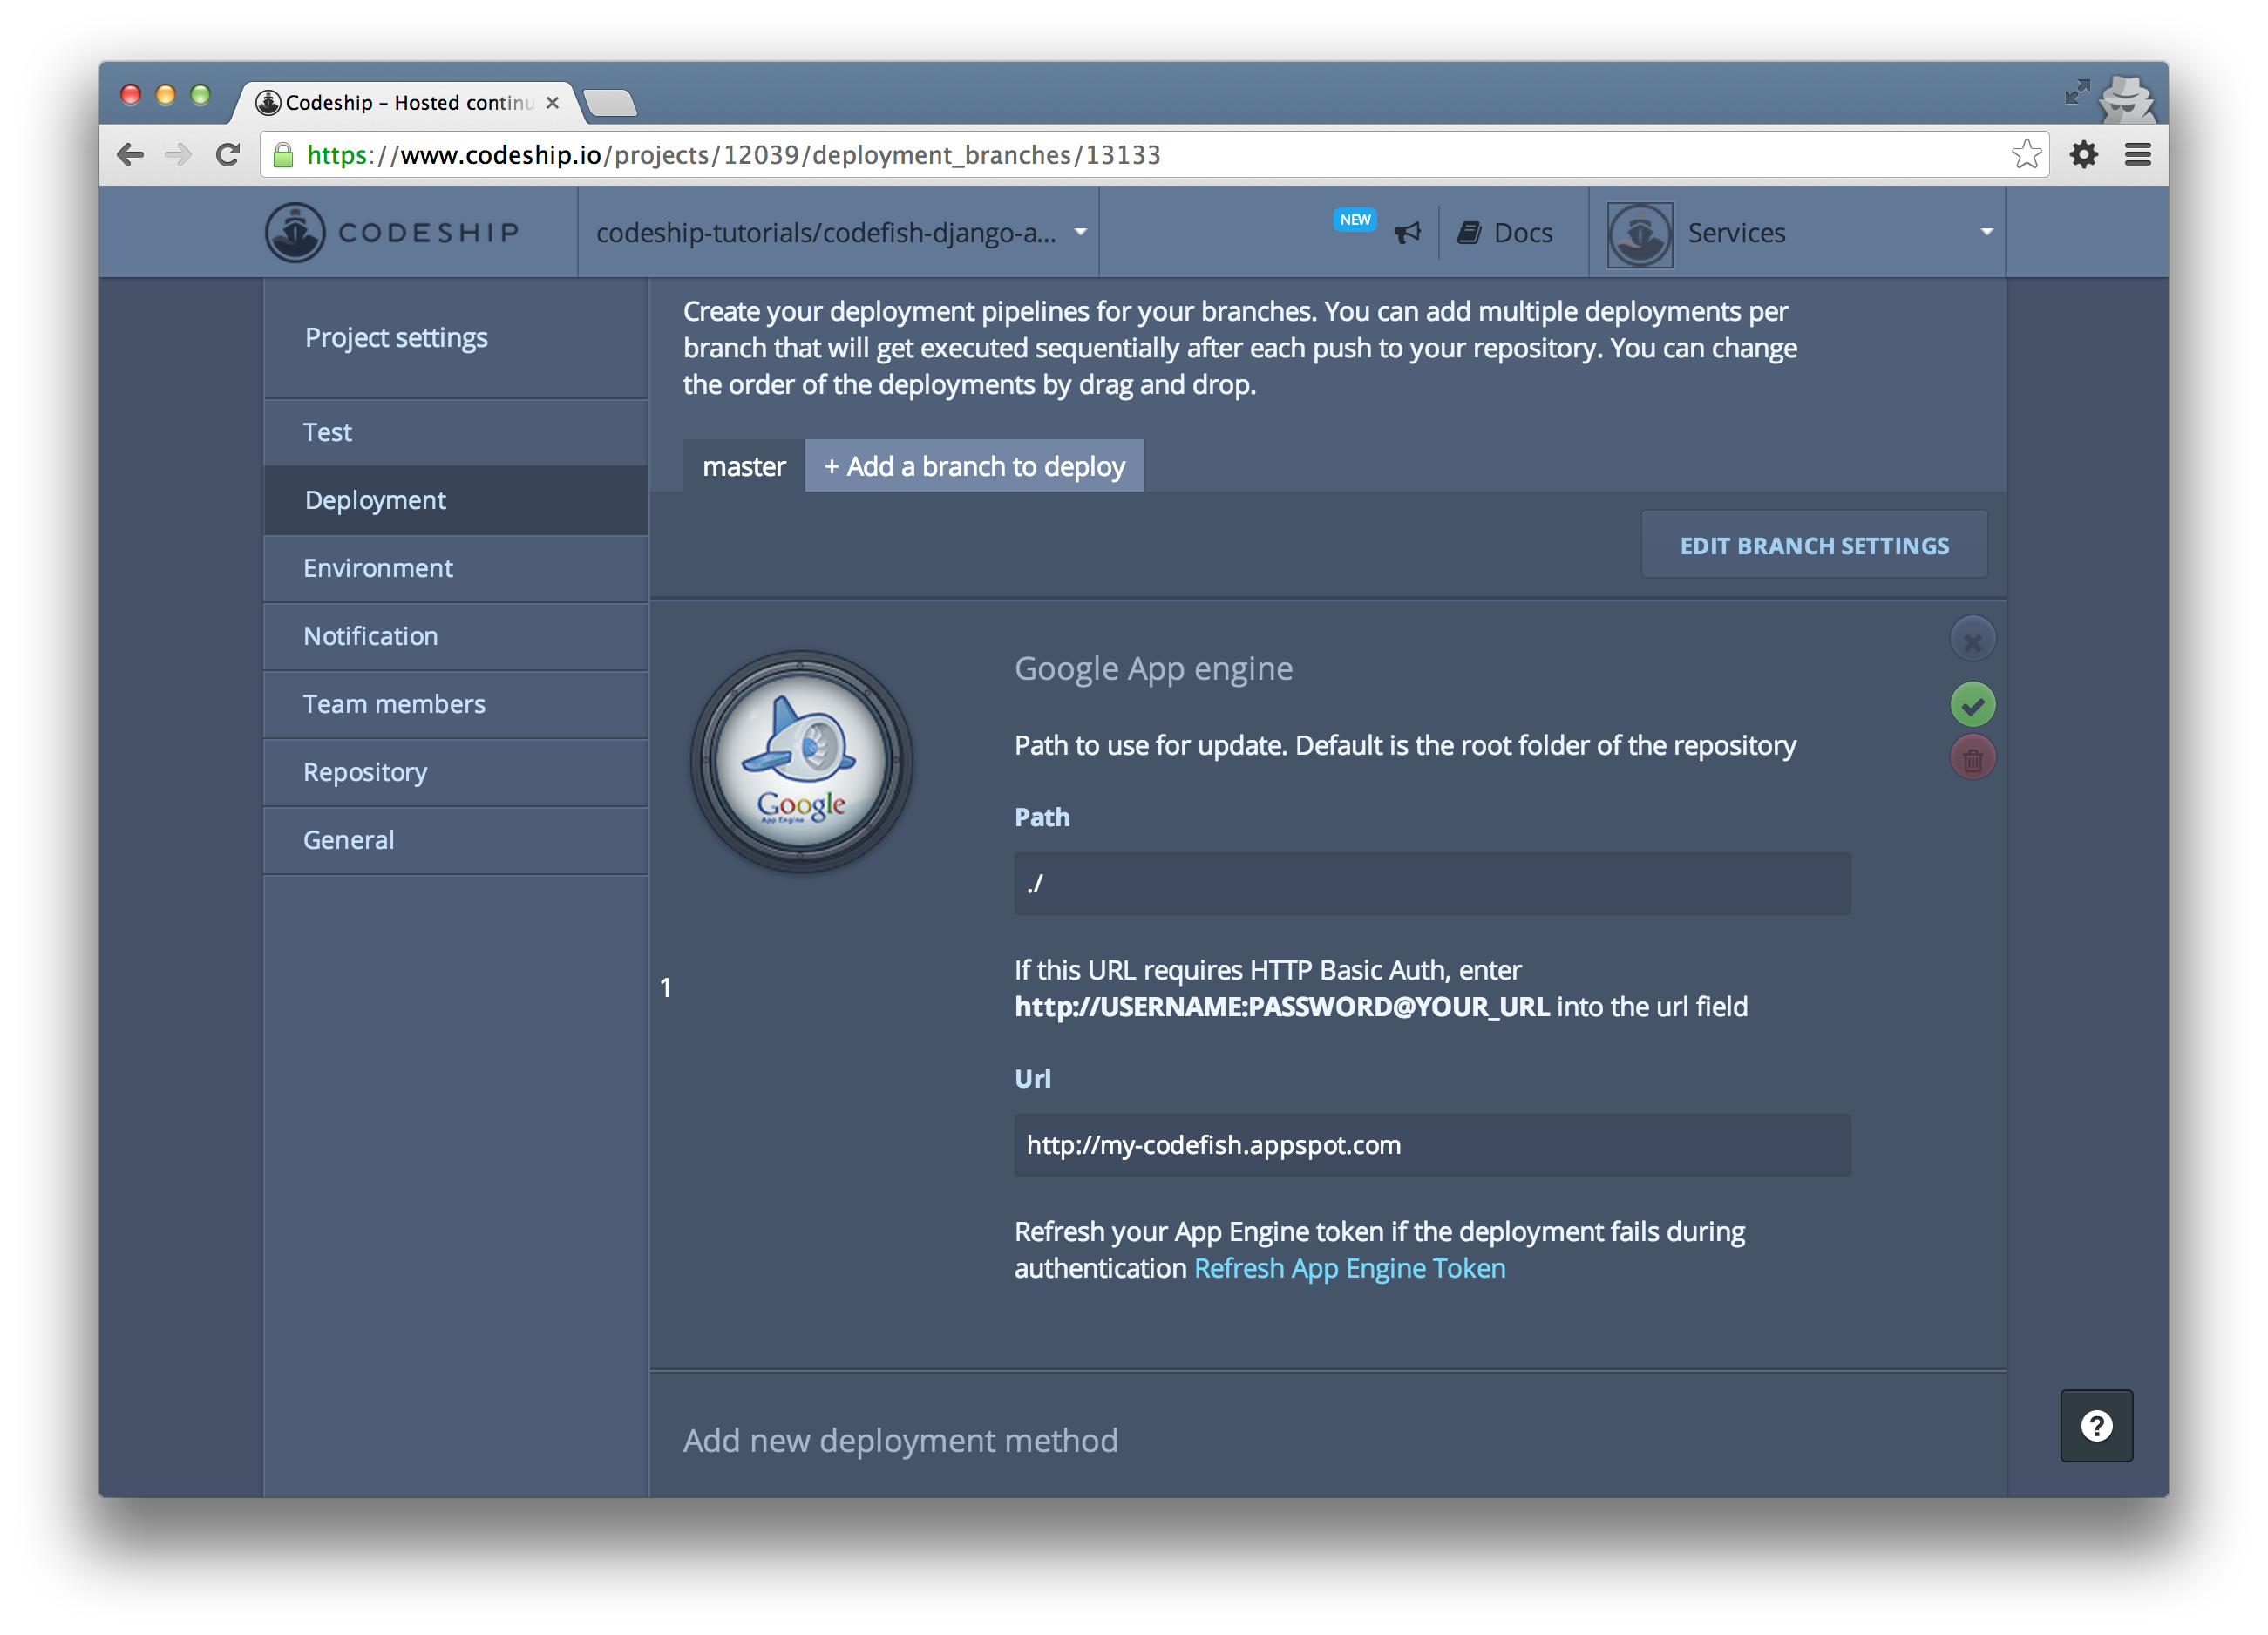 Codeship – Hosted continu
https://www.codeship.io/projects/12039/deployment_branches/13133
CODESHIP
codeship-tutorials/codefish-django-a...
NEW
Docs
Services
Project settings
Test
Deployment
Environment
Notification
Team members
Repository
General
Create your deployment pipelines for your branches. You can add multiple deployments per
branch that will get executed sequentially after each push to your repository. You can change
the order of the deployments by drag and drop.
master
+ Add a branch to deploy
EDIT BRANCH SETTINGS
1
Google
App Engine
Google App engine
Path to use for update. Default is the root folder of the repository
Path
./
If this URL requires HTTP Basic Auth, enter
http://USERNAME:PASSWORD@YOUR_URL into the url field
Url
http://my-codefish.appspot.com
Refresh your App Engine token if the deployment fails during
authentication Refresh App Engine Token
Add new deployment method
?